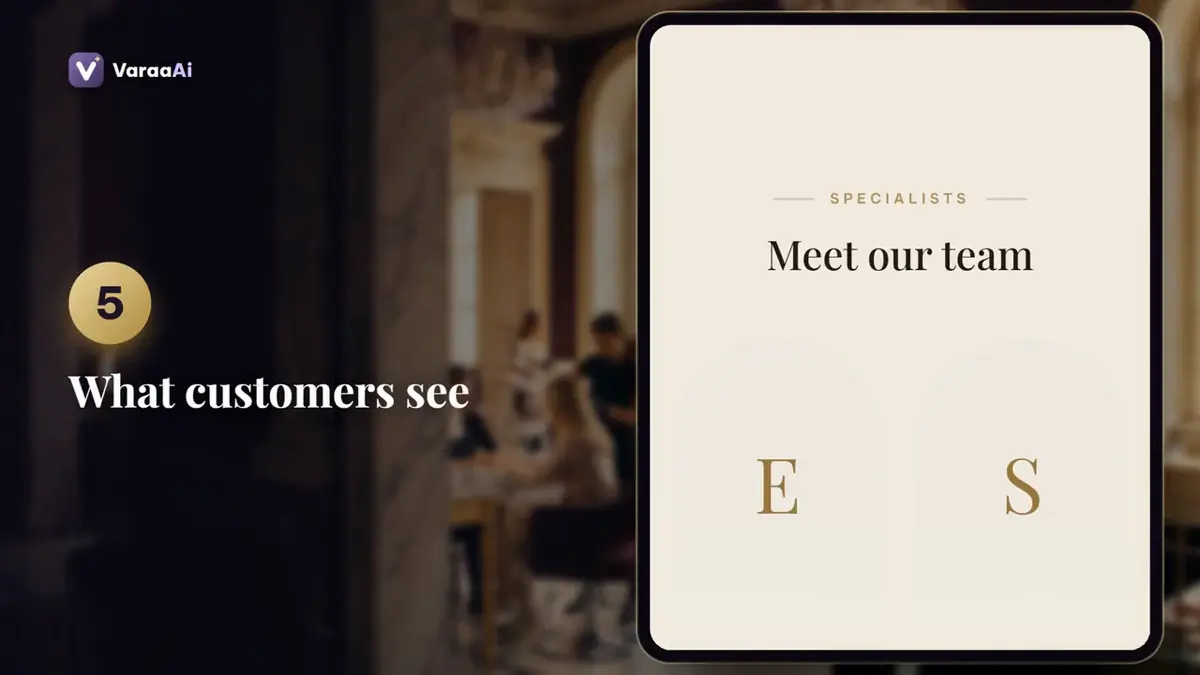 VaraaAi
5
What customers see
SPECIALISTS
Meet our team
E
S